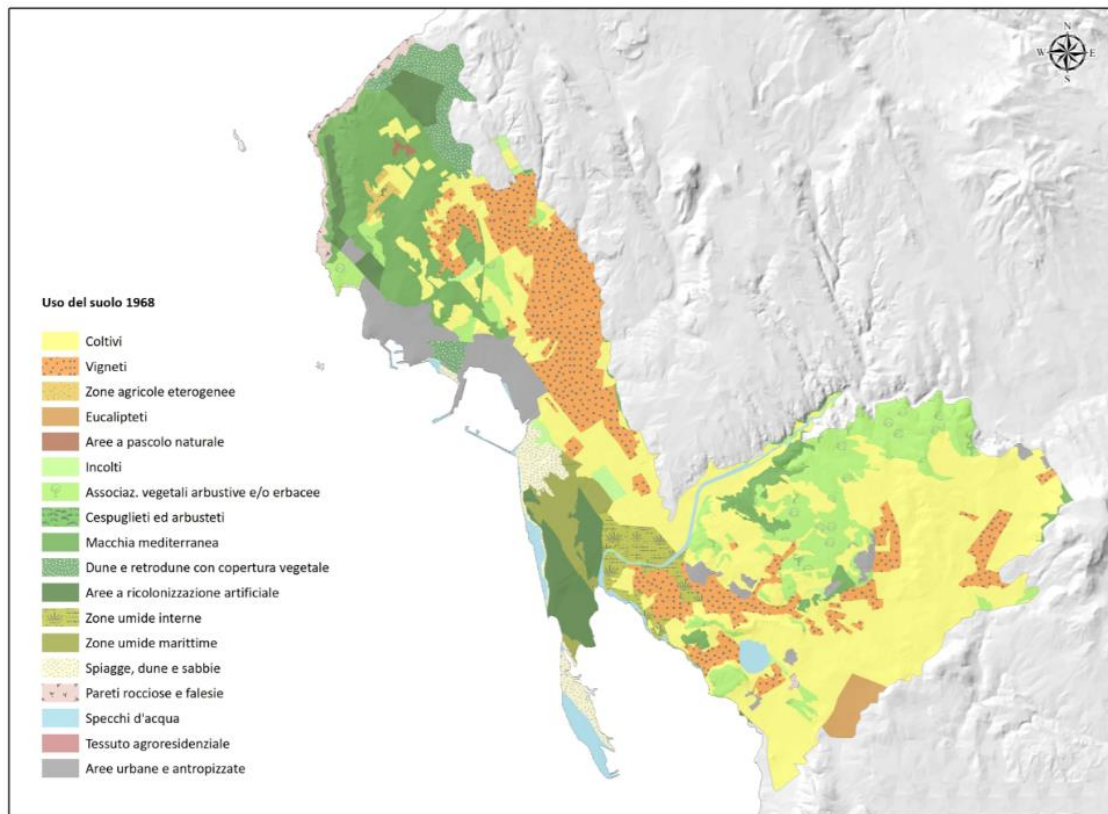 N
W
E
S
Uso del suolo 1968
Coltivi
Vigneti
Zone agricole eterogenee
Eucalipteti
Aree a pascolo naturale
Incolti
Associaz. vegetali arbustive e/o erbacee
Cespuglieti ed arbusteti
Macchia mediterranea
Dune e retrodune con copertura vegetale
Aree a ricolonizzazione artificiale
Zone umide interne
Zone umide marittime
Spiagge, dune e sabbie
Pareti rocciose e falesie
Specchi d'acqua
Tessuto agroresidenziale
Aree urbane e antropizzate